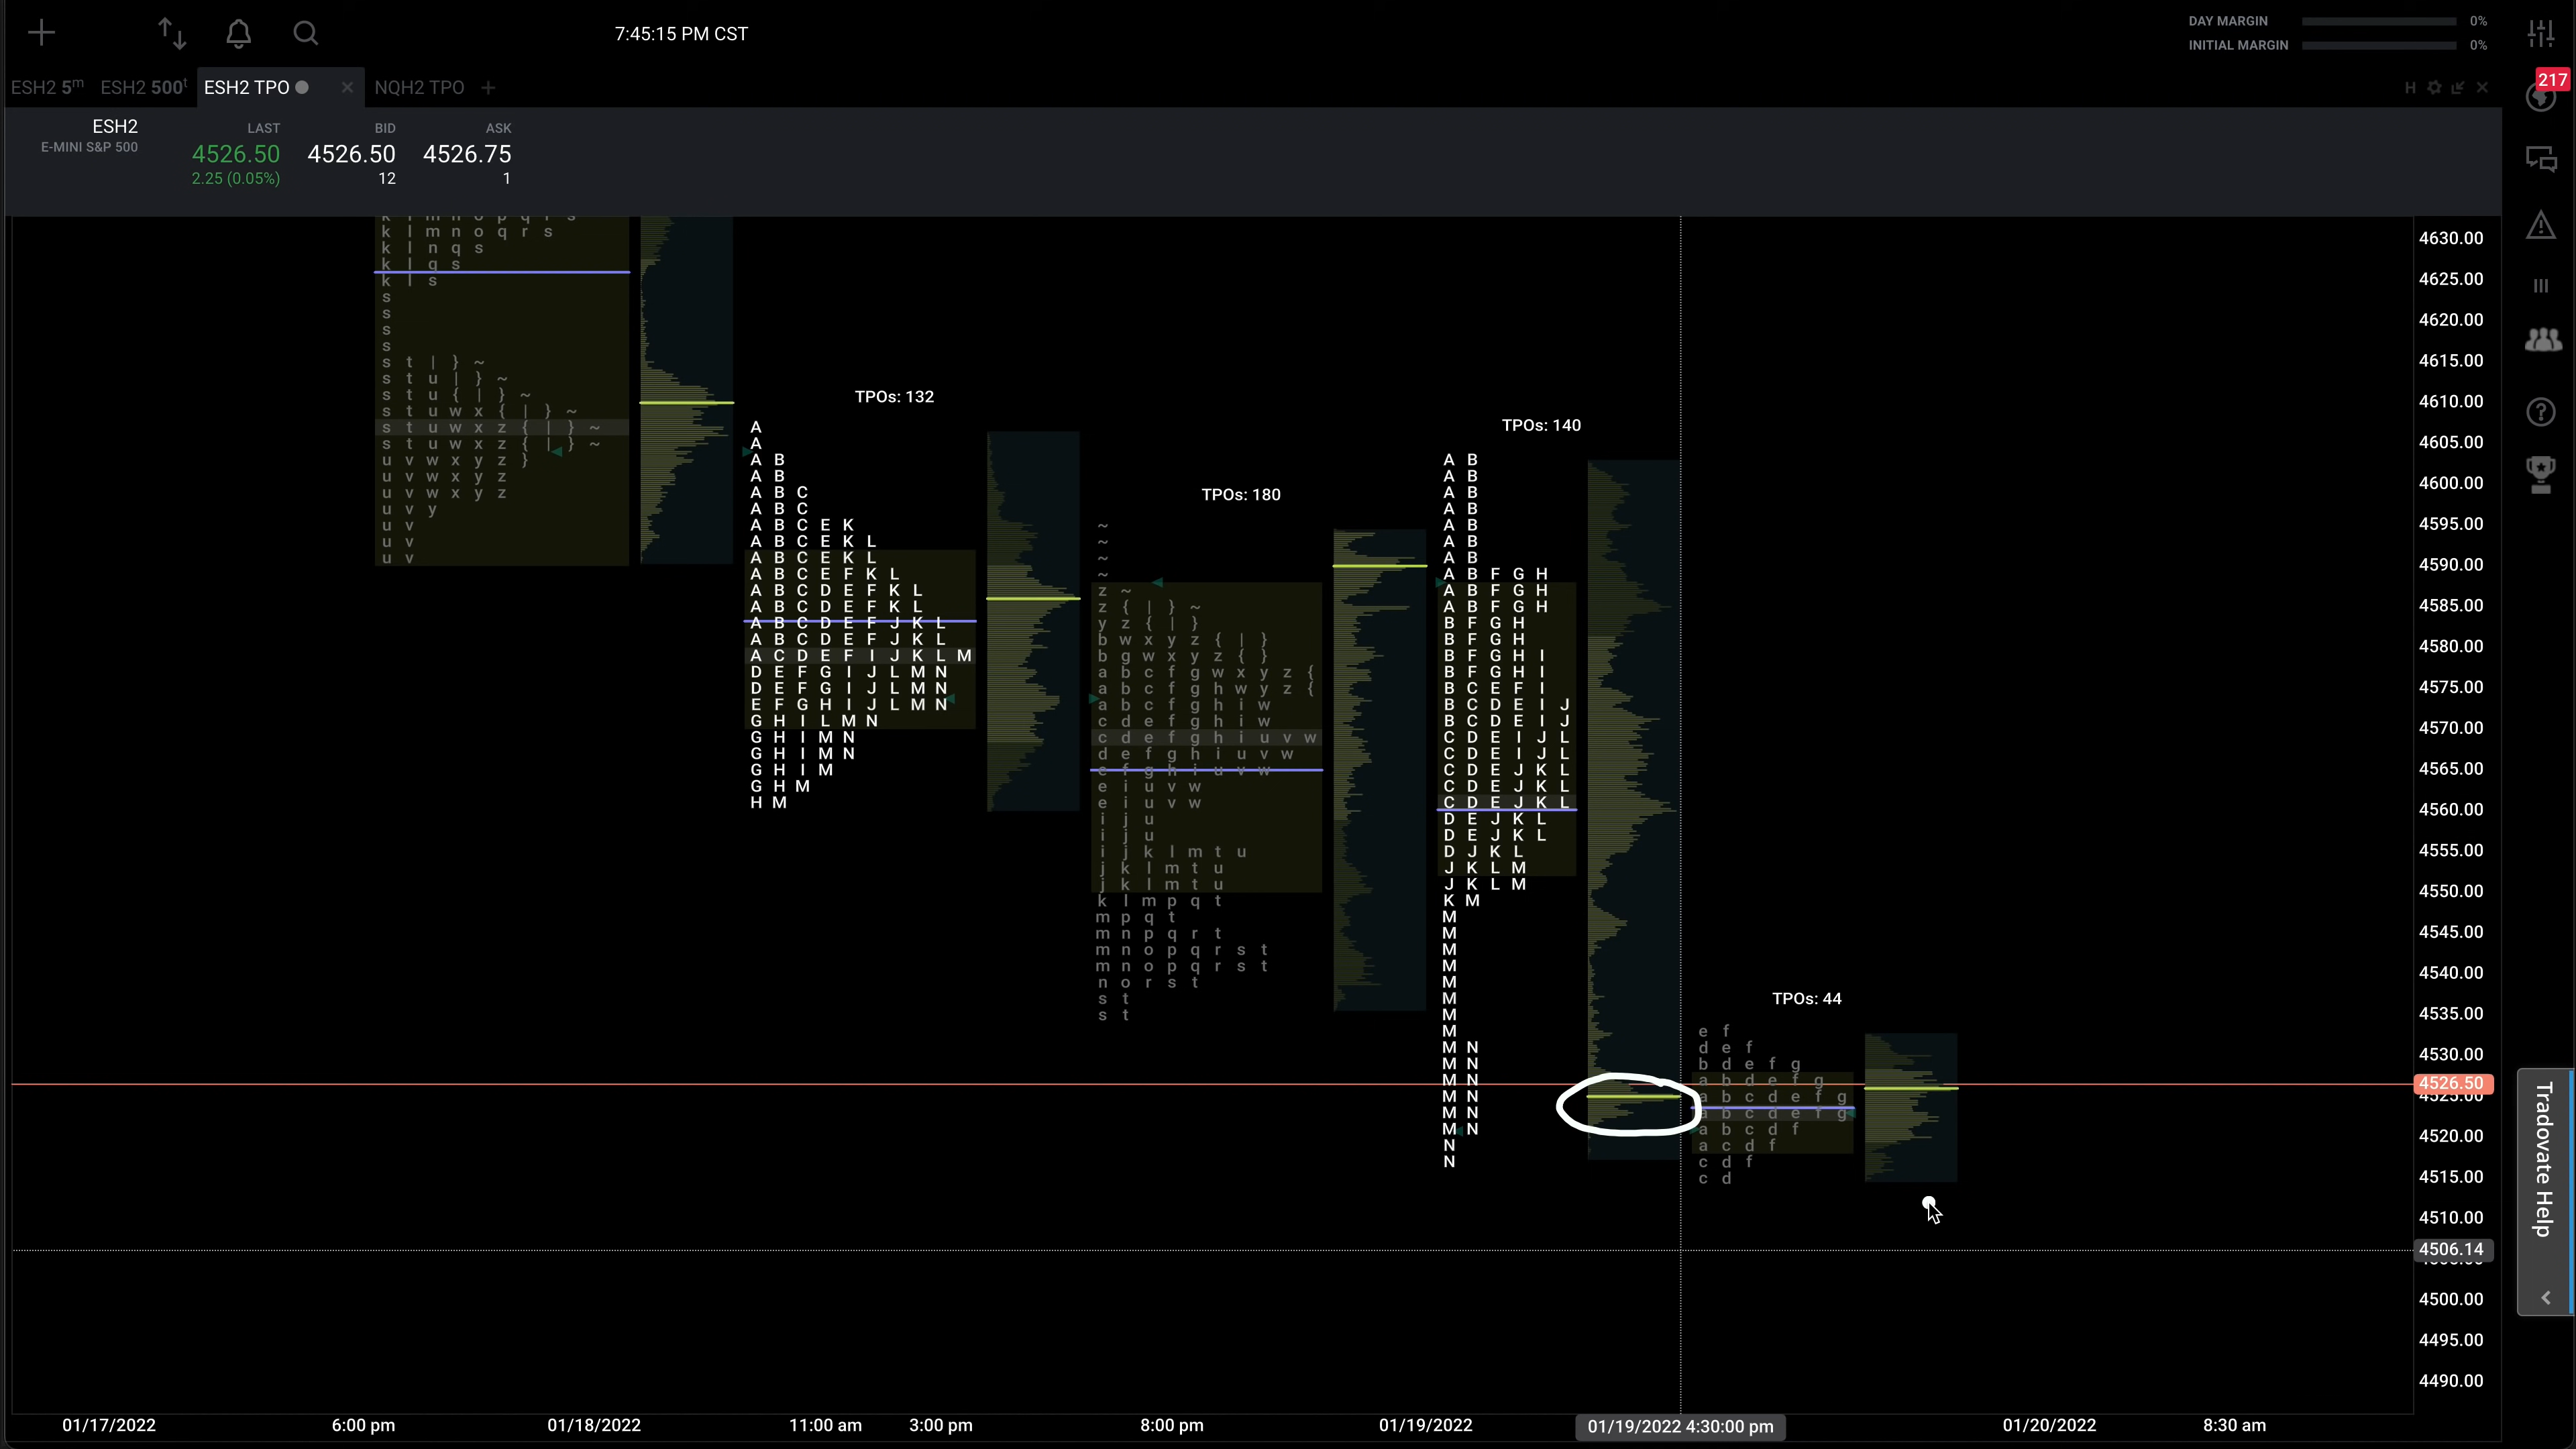 7:45:15 PM CST
DAY MARGIN 0%
INITIAL MARGIN 0%
217
ESH2 5m ESH2 500t ESH2 TPO NQH2 TPO
H
ESH2
E-MINI S&P 500
LAST BID ASK
4526.50 4526.50 4526.75
2.25 (0.05%) 12 1
k l m n o q r s
k l n q s
k l q s
k l s
s
s
s
s
s t | } ~
s t u | } ~
s t u { | } ~
s t u w x { | } ~
s t u w x z { | } ~
s t u w x z { | } ~
u v w x y z }
u v w x y z
u v w x y z
u v y
u v
u v
u v
TPOs: 132
A
A
A B
A B
A B C
A B C
A B C E K
A B C E K L
A B C E K L
A B C E F K L
A B C D E F K L
A B C D E F K L
A B C D E F J K L
A B C D E F J K L
A C D E F I J K L M
D E F G I J L M N
D E F G I J L M N
E F G H I J L M N
G H I L M N
G H I M N
G H I M N
G H I M
G H M
H M
TPOs: 180
~
~
~
~
z ~
z { | } ~
y z { | }
b w x y z { | }
b g w x y z { }
a b c f g w x y z {
a b c f g h w y z {
a b c f g h i w
c d e f g h i w
c d e f g h i u v w
d e f g h i u v w
e f g h i u v w
e i u v w
e i u v w
i j u
i j u
i j k l m t u
j k l m t u
j k l m t u
k l m p q t
m p q t
m n p q r t
m n o p q r s t
m n o p q r s t
n o r s t
s t
s t
TPOs: 140
A B
A B
A B
A B
A B
A B
A B
A B F G H
A B F G H
A B F G H
B F G H
B F G H
B F G H I
B F G H I
B C E F I
B C D E I J
B C D E I J
C D E I J L
C D E I J L
C D E J K L
C D E J K L
C D E J K L
D E J K L
D E J K L
D J K L
J K L M
J K L M
K M
M
M
M
M
M
M
M
M
M N
M N
M N
M N
M N
M N
N
N
TPOs: 44
e f
d e f
b d e f g
a b d e f g
a b c d e f g
a b c d e f g
a b c d f
a c d f
c d f
c d
4630.00
4625.00
4620.00
4615.00
4610.00
4605.00
4600.00
4595.00
4590.00
4585.00
4580.00
4575.00
4570.00
4565.00
4560.00
4555.00
4550.00
4545.00
4540.00
4535.00
4530.00
4526.50
4525.00
4520.00
4515.00
4510.00
4506.14
4500.00
4495.00
4490.00
Tradovate Help
01/17/2022 6:00 pm 01/18/2022 11:00 am 3:00 pm 8:00 pm 01/19/2022 01/19/2022 4:30:00 pm 01/20/2022 8:30 am